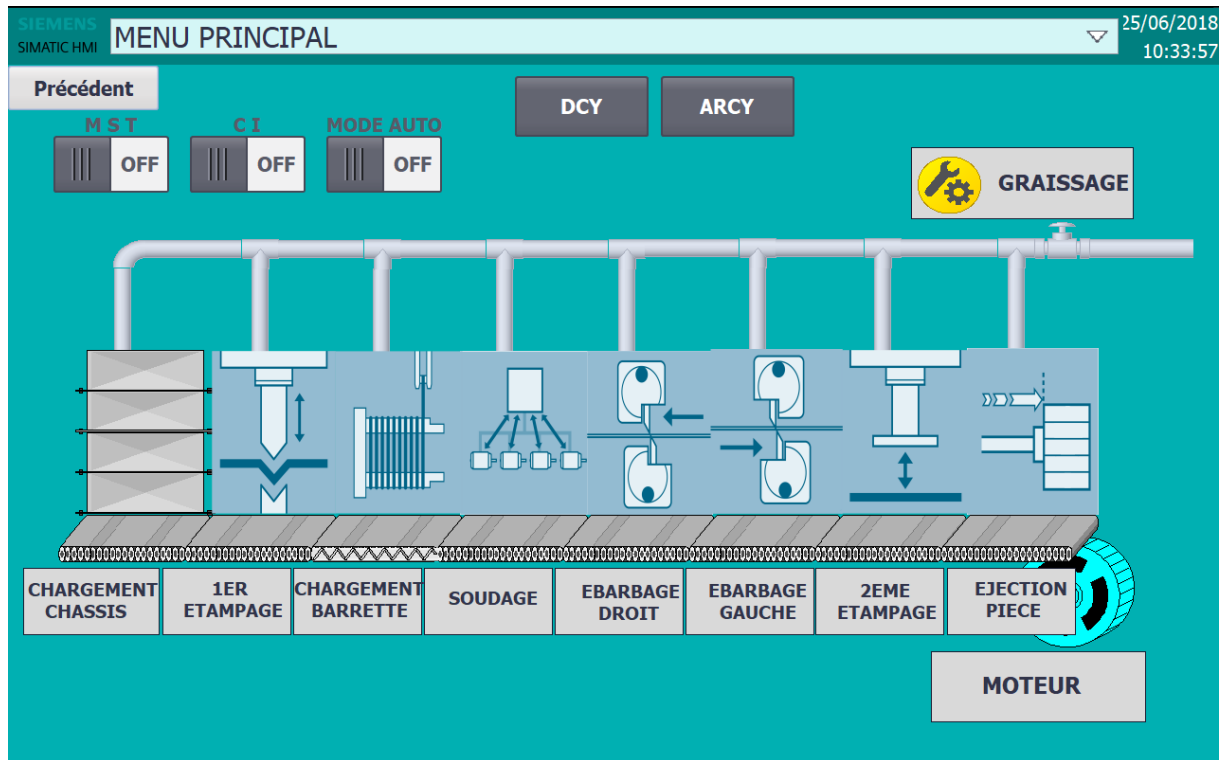 SIEMENS
SIMATIC HMI
MENU PRINCIPAL
25/06/2018
10:33:57
Précédent
DCY
ARCY
M S T
C I
MODE AUTO
OFF
OFF
OFF
GRAISSAGE
CHARGEMENT
CHASSIS
1ER
ETAMPAGE
CHARGEMENT
BARRETTE
SOUDAGE
EBARBAGE
DROIT
EBARBAGE
GAUCHE
2EME
ETAMPAGE
EJECTION
PIECE
MOTEUR